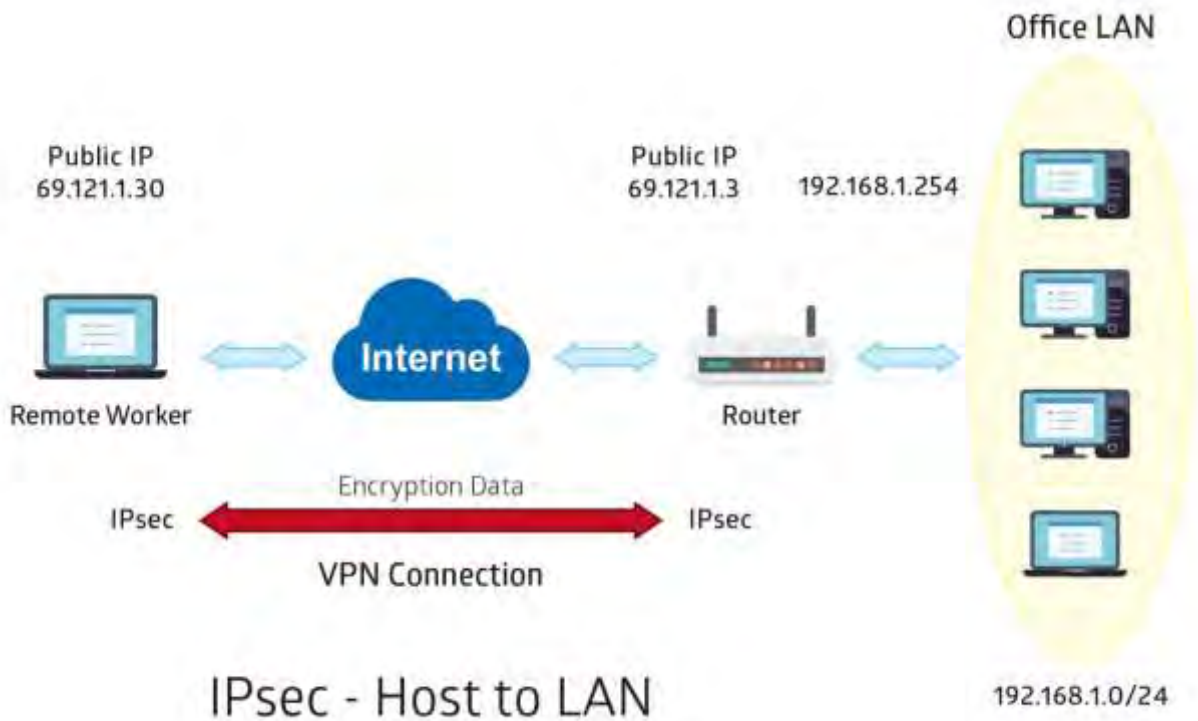 Office LAN
Public IP
69.121.1.30
Public IP
69.121.1.3
192.168.1.254
Internet
Remote Worker
Router
Encryption Data
IPsec
IPsec
VPN Connection
IPsec - Host to LAN
192.168.1.0/24